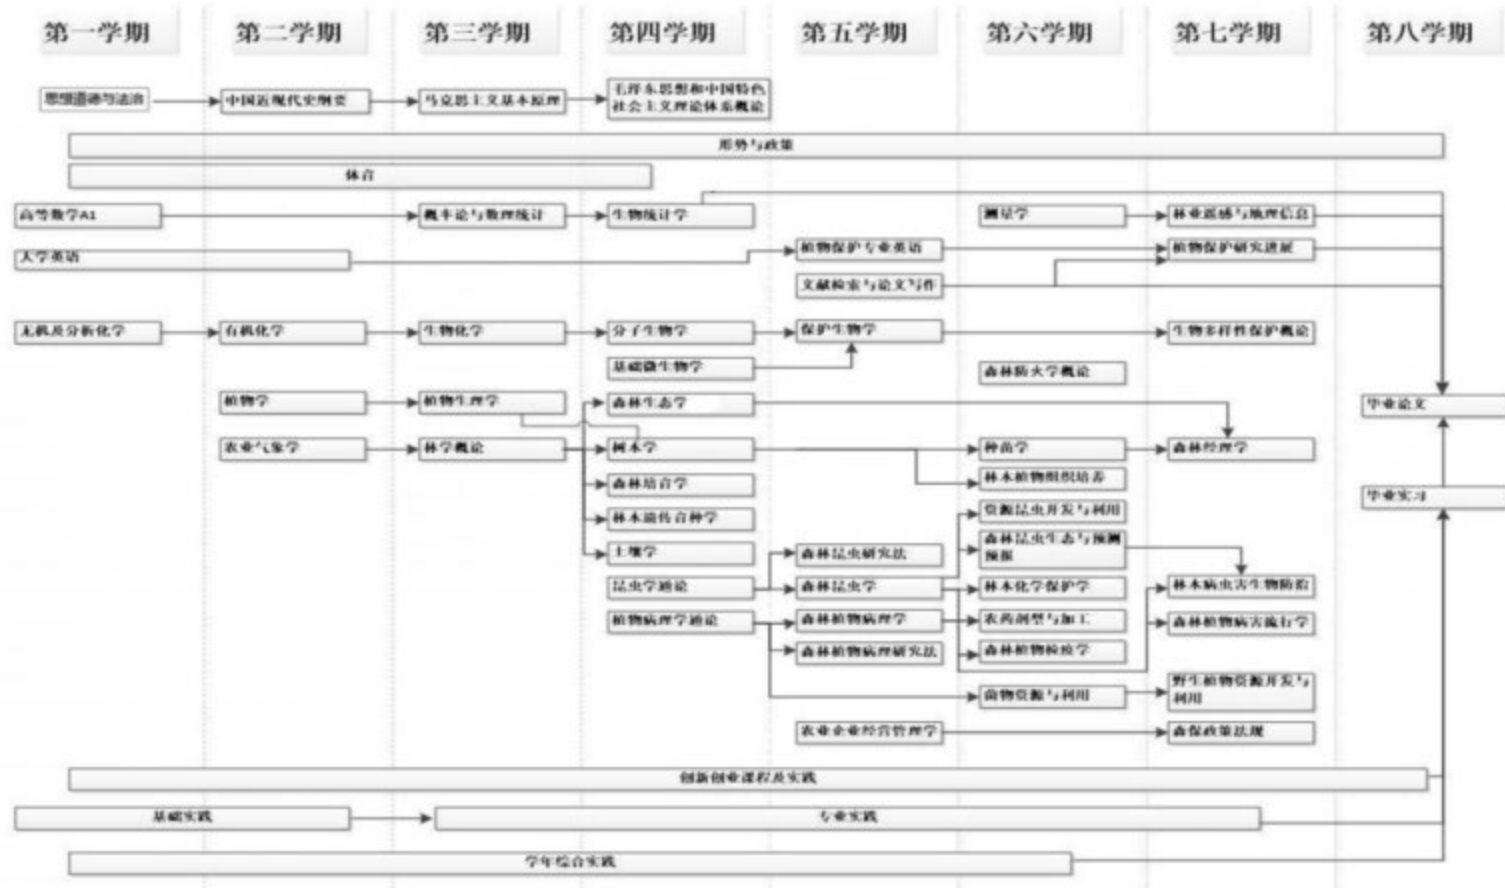 第一学期
第二学期
第三学期
第四学期
第五学期
第六学期
第七学期
第八学期
思想道德与法治
中国近现代史纲要
马克思主义基本原理
毛泽东思想和中国特色
社会主义理论体系概论
形势与政策
体育
高等数学A1
概率论与数理统计
生物统计学
测量学
林业遥感与地理信息
大学英语
植物保护专业英语
植物保护研究进展
文献检索与论文写作
无机及分析化学
有机化学
生物化学
分子生物学
保护生物学
生物多样性保护概论
基础微生物学
森林防火学概论
植物学
植物生理学
森林生态学
毕业论文
农业气象学
林学概论
树木学
种苗学
森林经理学
森林培育学
林木植物组织培养
毕业实习
林木遗传育种学
资源昆虫开发与利用
土壤学
森林昆虫研究法
森林昆虫生态与预测
预报
昆虫学通论
森林昆虫学
林木化学保护学
林木病虫害生物防治
植物病理学通论
森林植物病理学
农药剂型与加工
森林植物病害流行学
森林植物病理研究法
森林植物检疫学
菌物资源与利用
野生植物资源开发与
利用
农业企业经营管理学
森保政策法规
创新创业课程及实践
基础实践
专业实践
学年综合实践